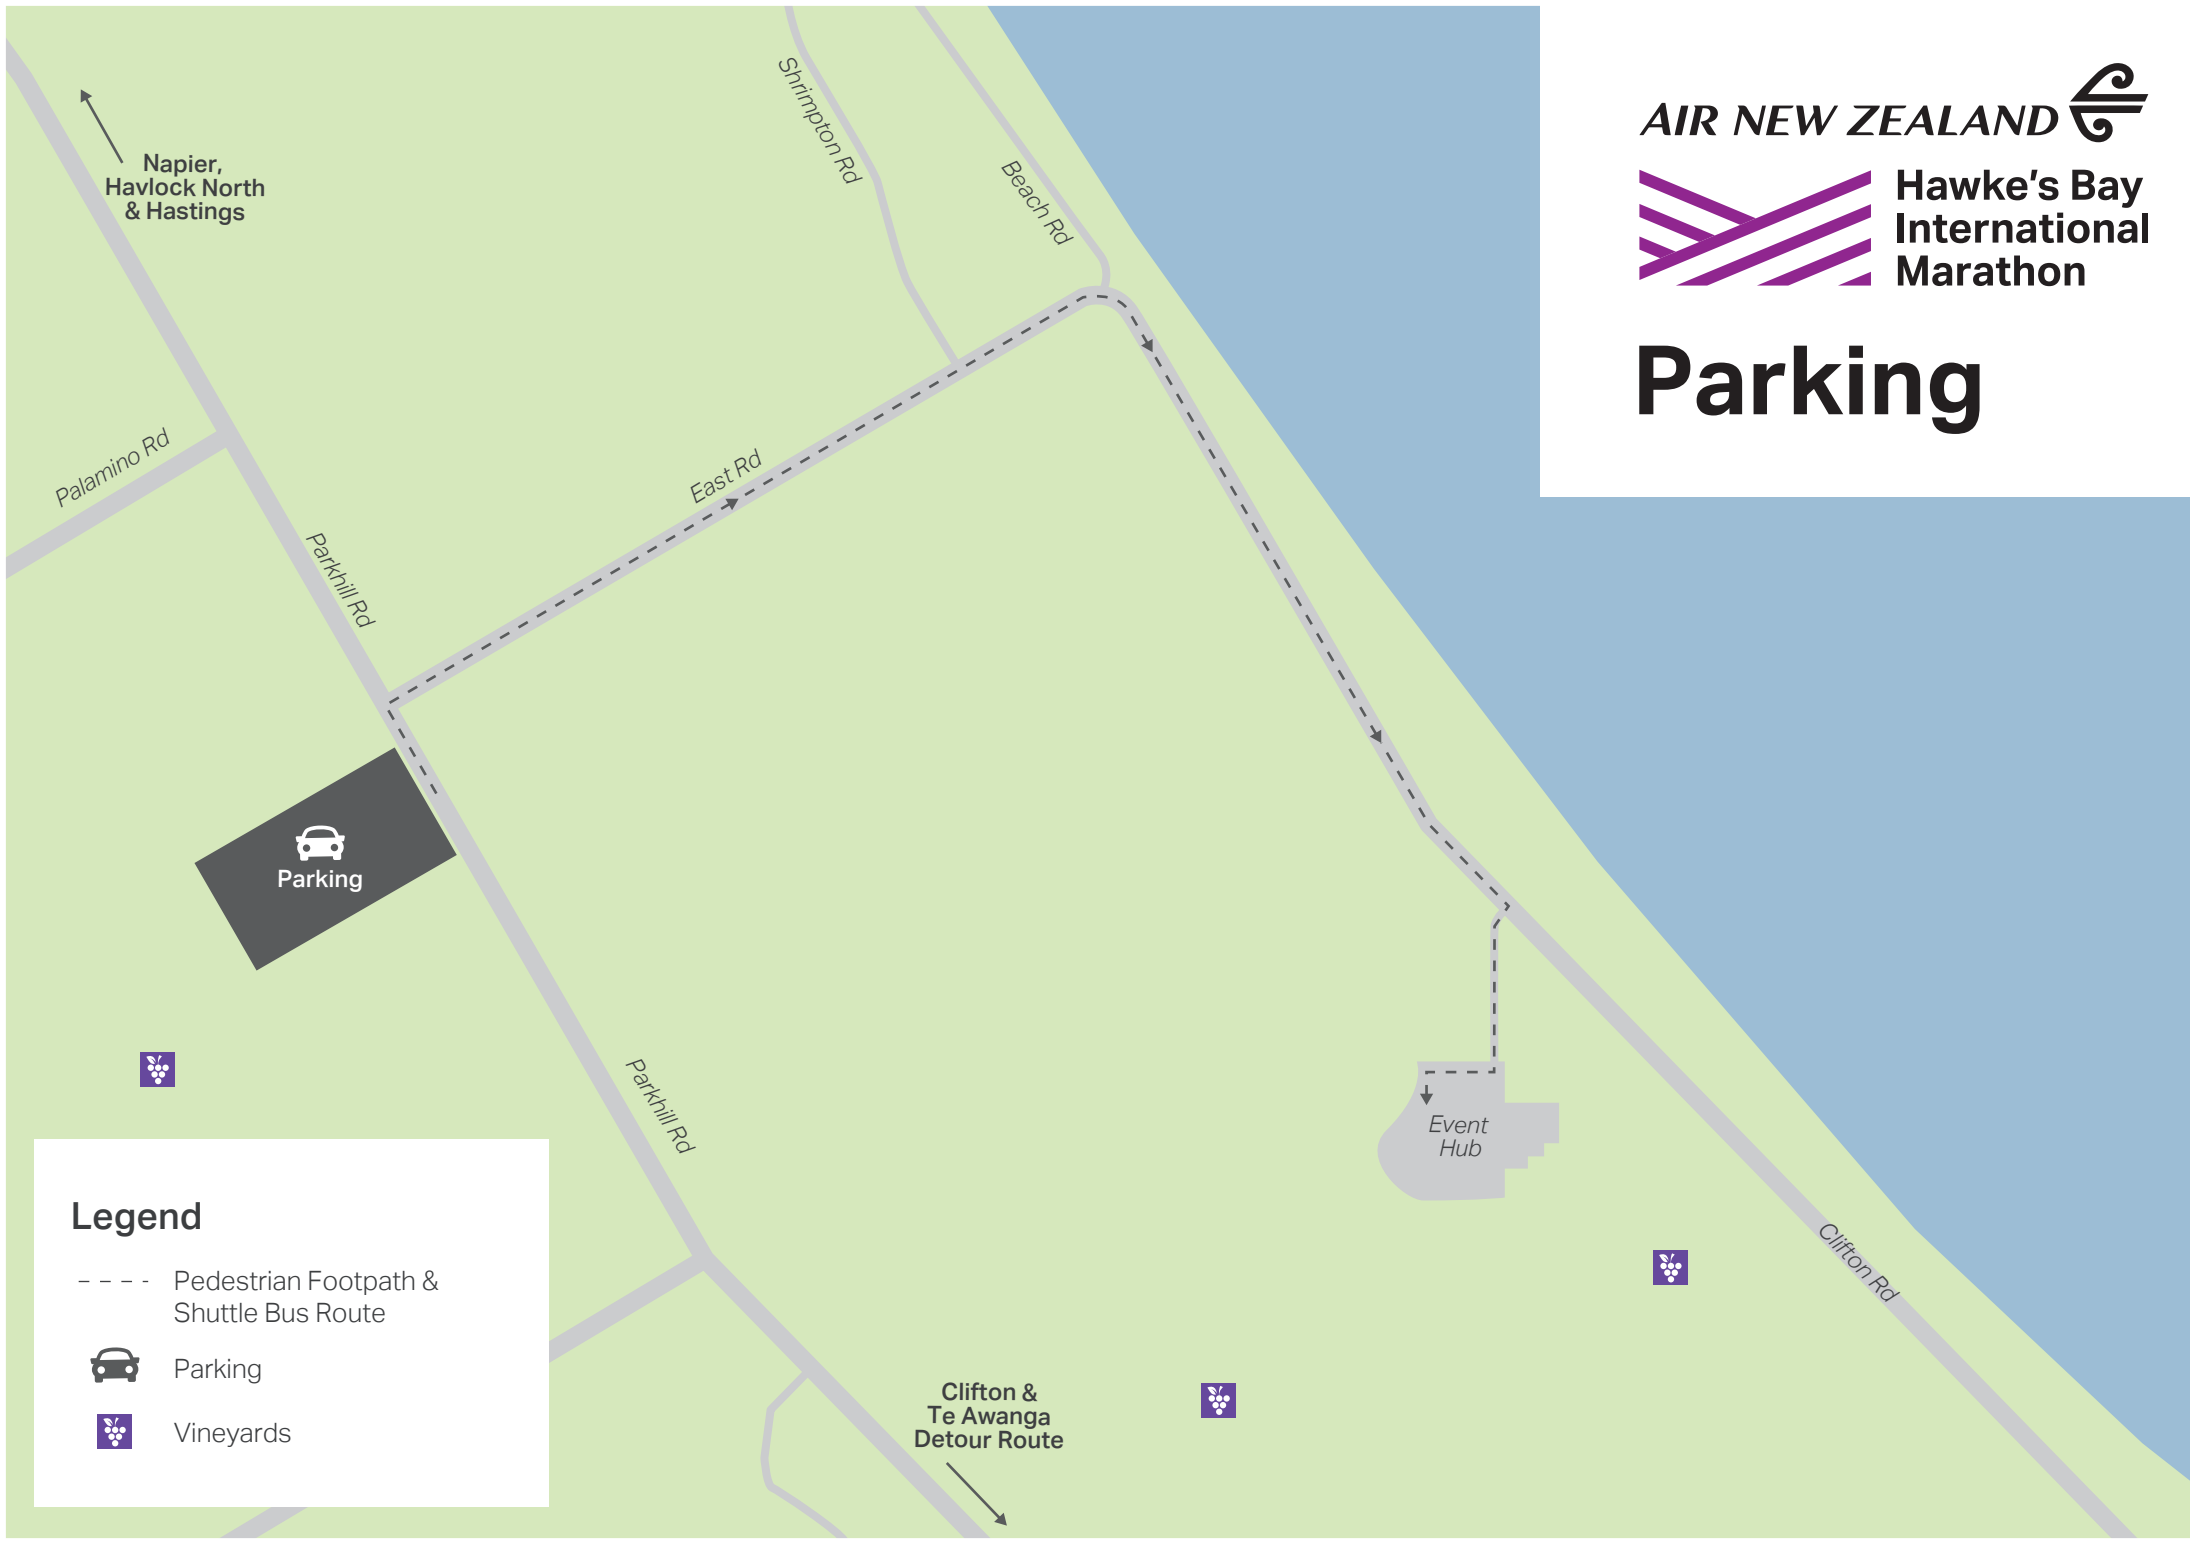 AIR NEW ZEALAND
Hawke's Bay
International
Marathon
Parking
Napier,
Havlock North
& Hastings
Shrimpton Rd
Beach Rd
Palamino Rd
East Rd
Parkhill Rd
Parking
Parkhill Rd
Event
Hub
Clifton Rd
Clifton &
Te Awanga
Detour Route
Legend
Pedestrian Footpath &
Shuttle Bus Route
Parking
Vineyards